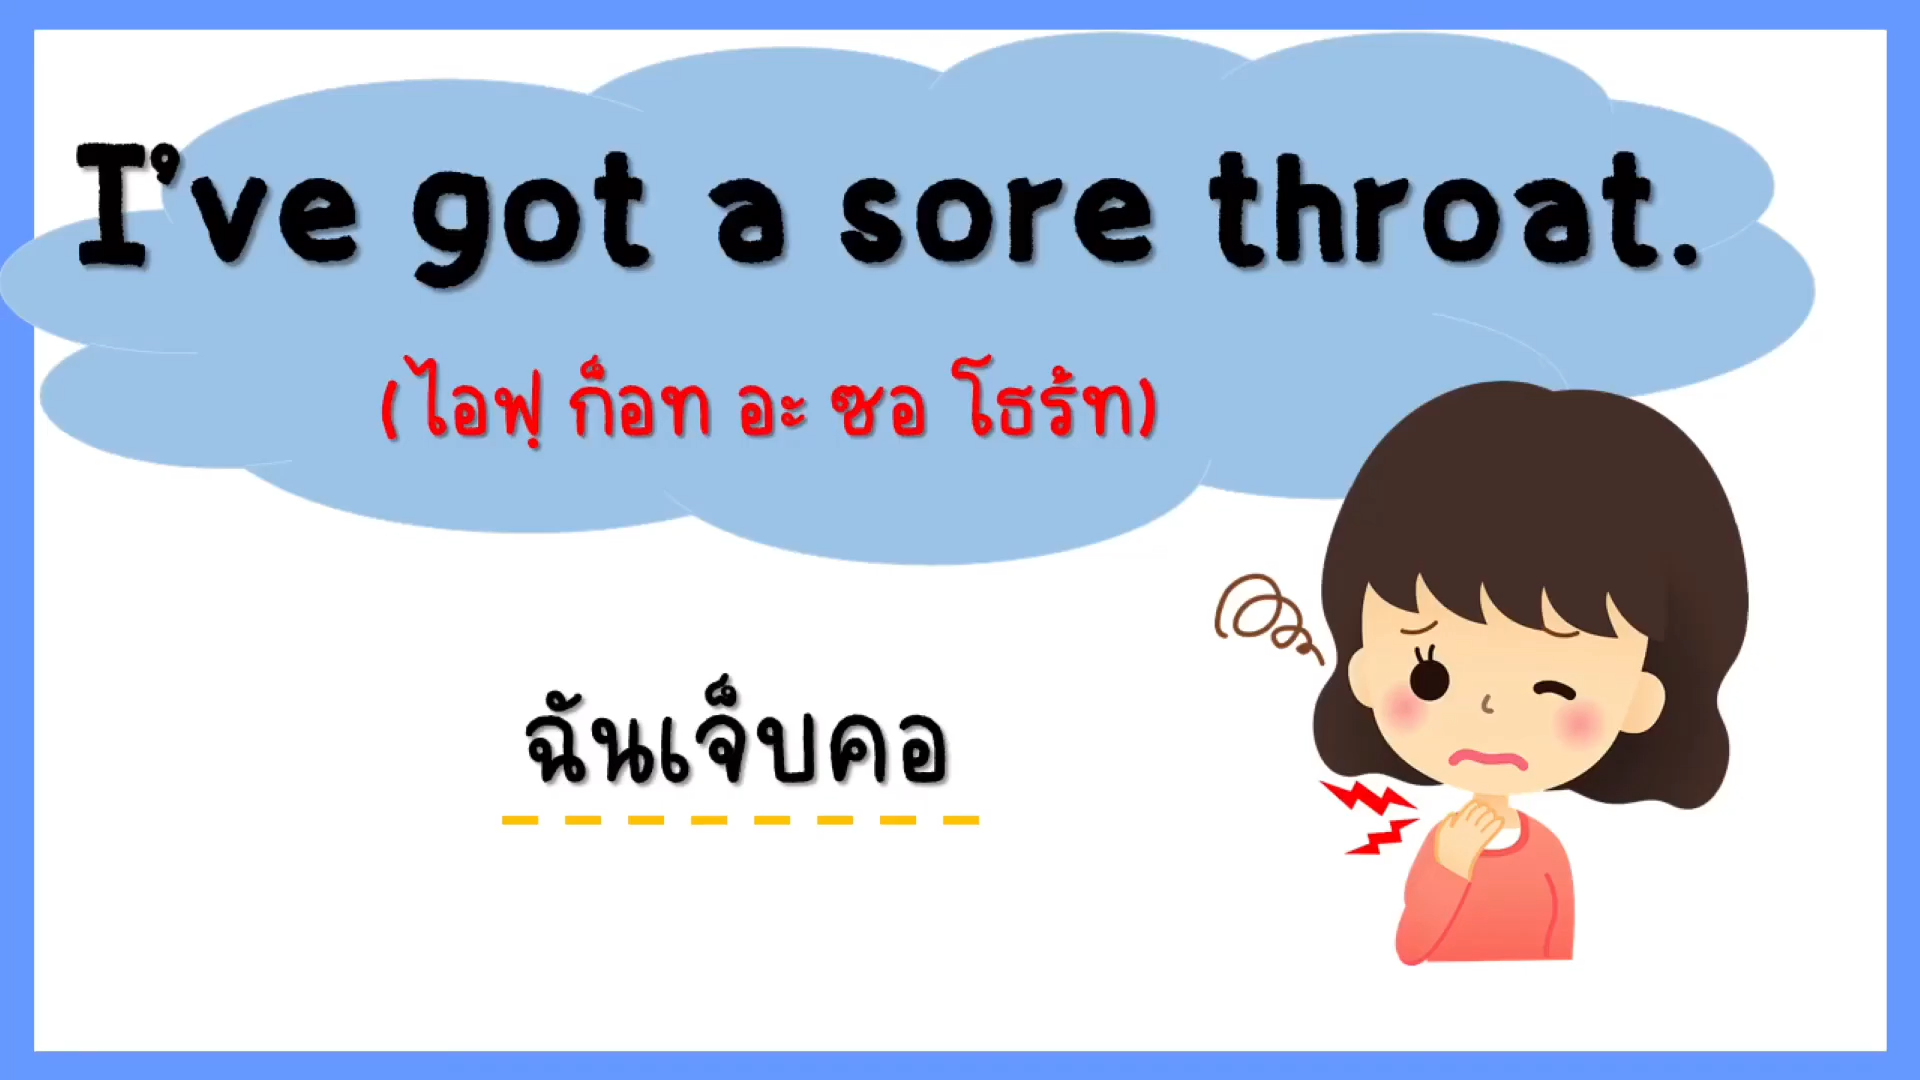 I've got a sore throat.
(ไอฟฺ ก็อท อะ ซอ โธร้ท)
ฉันเจ็บคอ